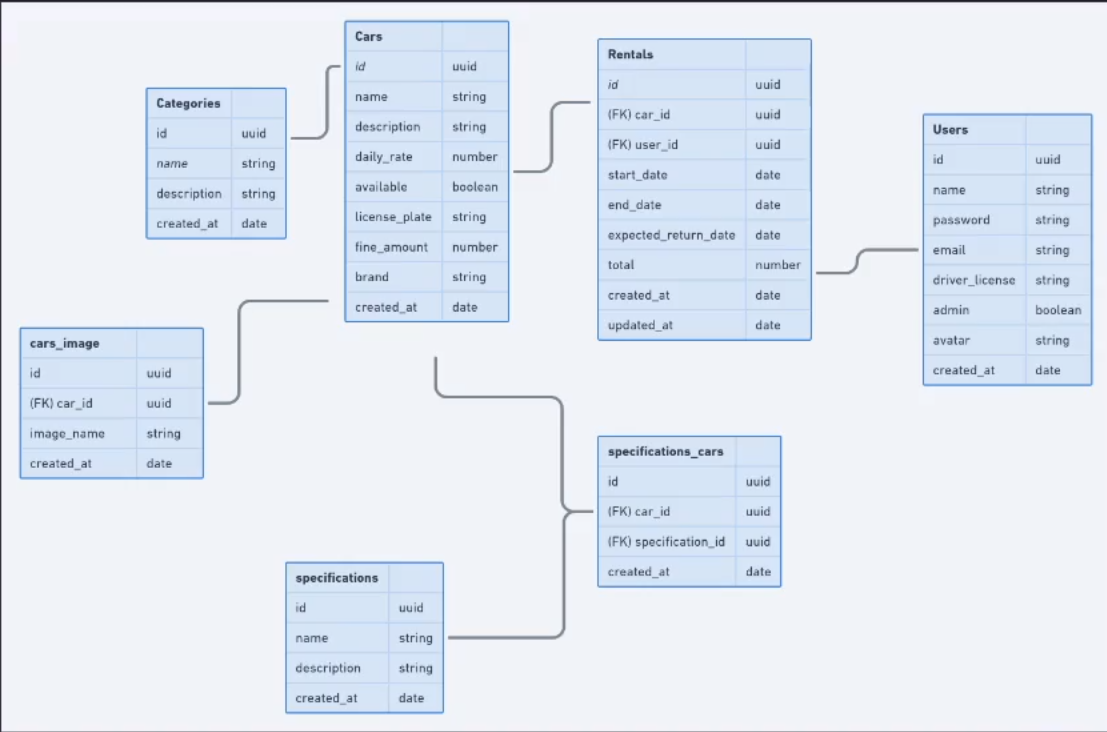 Cars
id uuid
name string
description string
daily_rate number
available boolean
license_plate string
fine_amount number
brand string
created_at date
Categories
id uuid
name string
description string
created_at date
Rentals
id uuid
(FK) car_id uuid
(FK) user_id uuid
start_date date
end_date date
expected_return_date date
total number
created_at date
updated_at date
Users
id uuid
name string
password string
email string
driver_license string
admin boolean
avatar string
created_at date
cars_image
id uuid
(FK) car_id uuid
image_name string
created_at date
specifications_cars
id uuid
(FK) car_id uuid
(FK) specification_id uuid
created_at date
specifications
id uuid
name string
description string
created_at date